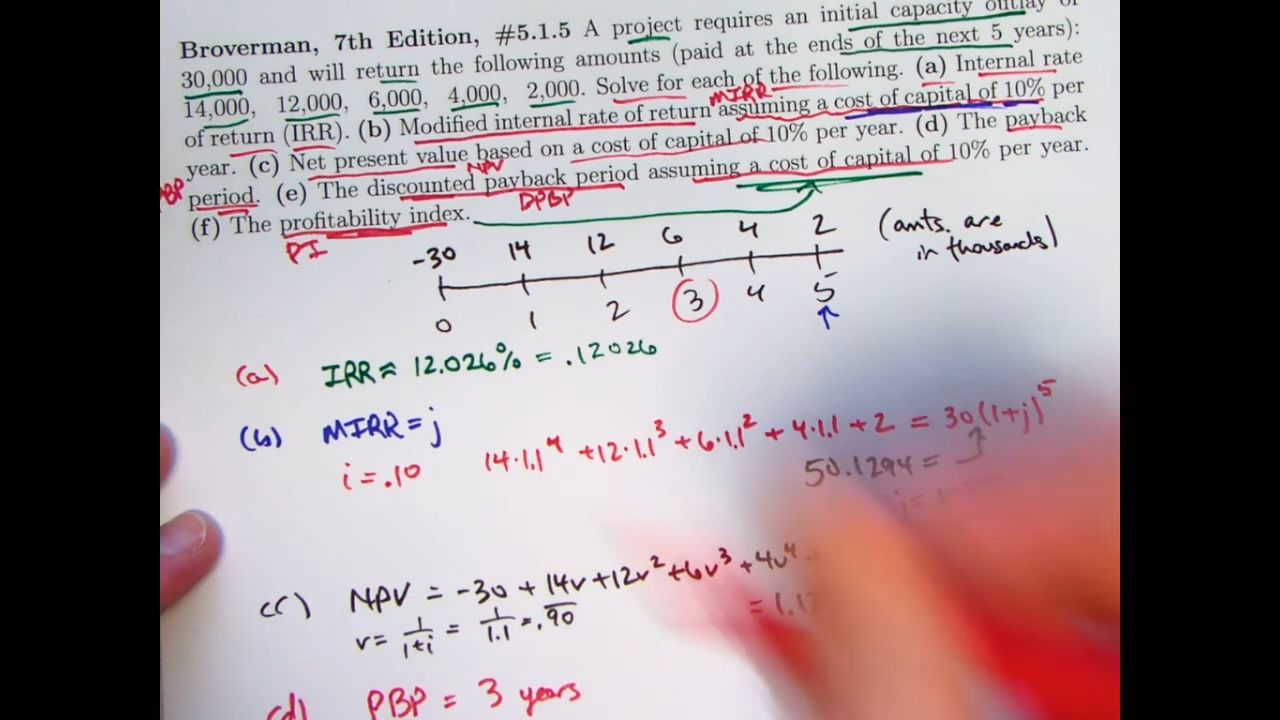 Broverman, 7th Edition, #5.1.5 A project requires an initial capacity outlay of
30,000 and will return the following amounts (paid at the ends of the next 5 years):
14,000, 12,000, 6,000, 4,000, 2,000. Solve for each of the following. (a) Internal rate
MIRR
of return (IRR). (b) Modified internal rate of return assuming a cost of capital of 10% per
year. (c) Net present value based on a cost of capital of 10% per year. (d) The payback
NPV
PBP period. (e) The discounted payback period assuming a cost of capital of 10% per year.
DPBP
(f) The profitability index.
PI
-30 14 12 6 4 2 (amts. are
in thousands)
0 1 2 3 4 5
(a) IRR ≈ 12.026% = .12026
(b) MIRR = j
i = .10 14·1.1^4 + 12·1.1^3 + 6·1.1^2 + 4·1.1 + 2 = 30(1+j)^5
50.1294 =
(c) NPV = -30 + 14v + 12v^2 + 6v^3 + 4v^4
v = 1/1+i = 1/1.1 = .90
(d) PBP = 3 years